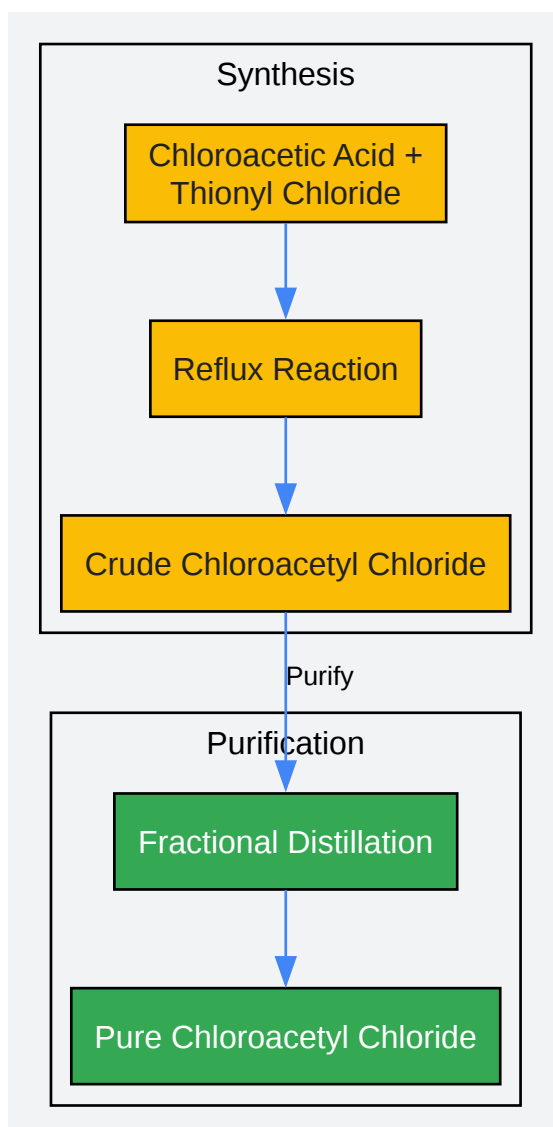 Synthesis
Chloroacetic Acid +
Thionyl Chloride
Reflux Reaction
Crude Chloroacetyl Chloride
Purify
Purification
Fractional Distillation
Pure Chloroacetyl Chloride